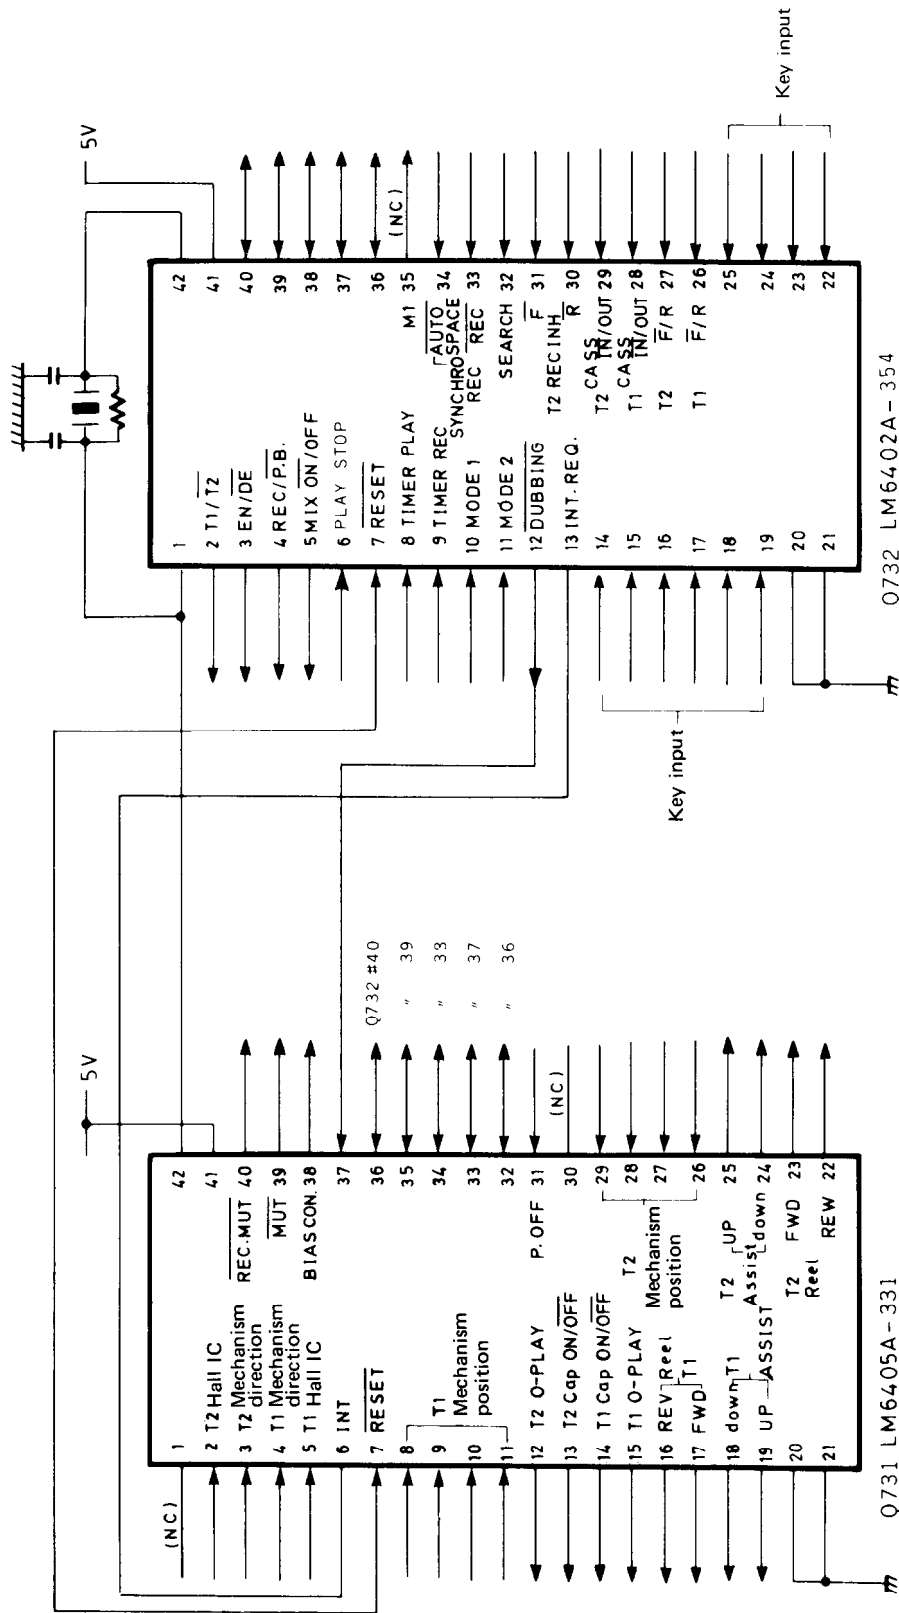 5V
(NC)
1
2 T2 Hall IC
3 T2 Mechanism direction
4 T1 Mechanism direction
5 T1 Hall IC
6 INT
7 RESET
8
9
10
11
T1 Mechanism position
12 T2 O-PLAY
13 T2 Cap ON/OFF
14 T1 Cap ON/OFF
15 T1 O-PLAY
16 REV
17 FWD
Reel
T1
18 down
19 UP
T1
ASSIST
20
21
42
41
REC.MUT 40
MUT 39
BIAS CON. 38
37
36
35
34
33
32
P.OFF 31
30
(NC)
29
28
27
26
T2
Mechanism position
25
24
T2
Assist
UP
down
FWD 23
REW 22
T2
Reel
Q732 #40
〃 39
〃 33
〃 37
〃 36
Q731 LM6405A-331
5V
1
2 T1/T2
3 EN/DE
4 REC/P.B.
5 MIX ON/OFF
6 PLAY STOP
7 RESET
8 TIMER PLAY
9 TIMER REC
10 MODE 1
11 MODE 2
12 DUBBING
13 INT.REQ.
14
15
16
17
18
19
20
21
Key input
42
41
40
39
38
37
36
M1 35
(NC)
AUTO SPACE 34
SYNCHRO REC REC 33
SEARCH 32
F 31
T2 REC INH
R 30
T2 CASS IN/OUT 29
T1 CASS IN/OUT 28
T2 F/R 27
T1 F/R 26
25
24
23
22
Key input
Q732 LM6402A-354